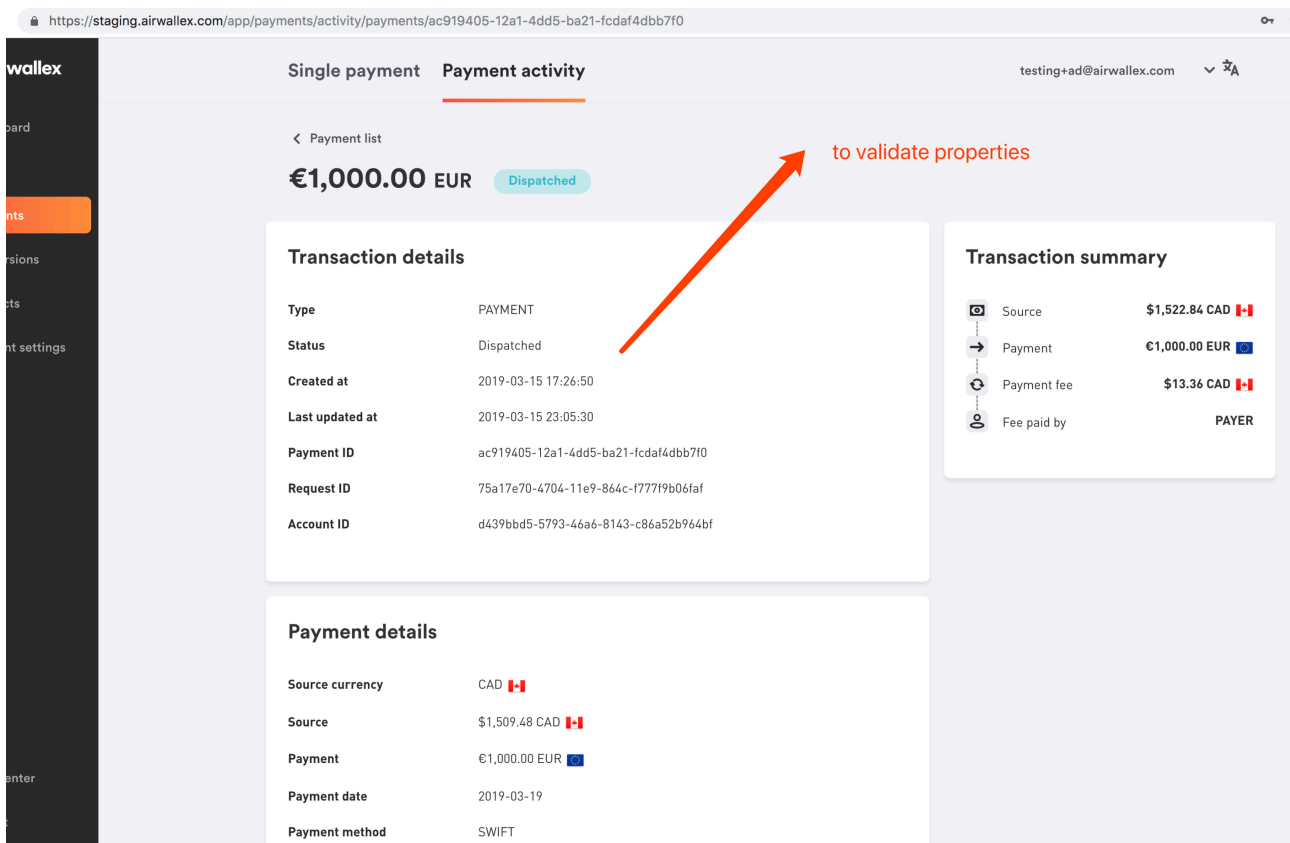 https://staging.airwallex.com/app/payments/activity/payments/ac919405-12a1-4dd5-ba21-fcdaf4dbb7f0
wallex
Single payment Payment activity
testing+ad@airwallex.com
Payment list
to validate properties
€1,000.00 EUR Dispatched
Transaction details
Type PAYMENT
Status Dispatched
Created at 2019-03-15 17:26:50
Last updated at 2019-03-15 23:05:30
Payment ID ac919405-12a1-4dd5-ba21-fcdaf4dbb7f0
Request ID 75a17e70-4704-11e9-864c-f777f9b06faf
Account ID d439bbd5-5793-46a6-8143-c86a52b964bf
Transaction summary
Source $1,522.84 CAD
Payment €1,000.00 EUR
Payment fee $13.36 CAD
Fee paid by PAYER
Payment details
Source currency CAD
Source $1,509.48 CAD
Payment €1,000.00 EUR
Payment date 2019-03-19
Payment method SWIFT
oard
nts
rsions
cts
nt settings
enter